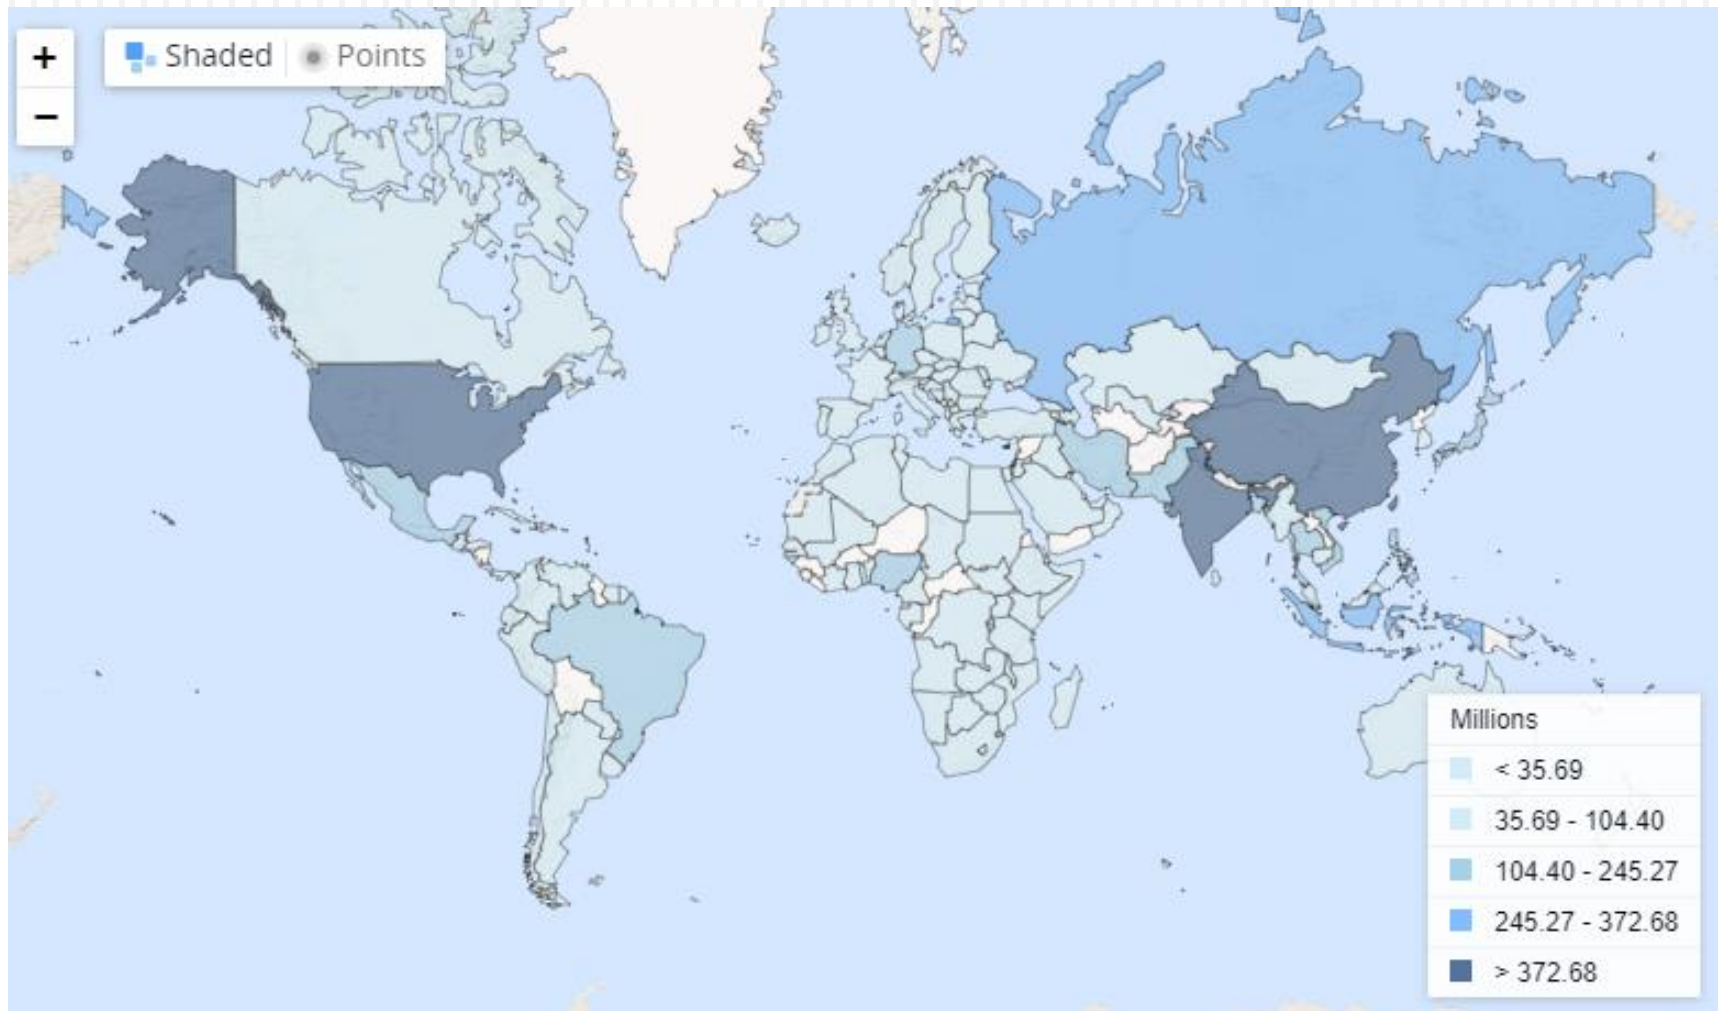 +
Shaded
Points
−
Millions
< 35.69
35.69 - 104.40
104.40 - 245.27
245.27 - 372.68
> 372.68